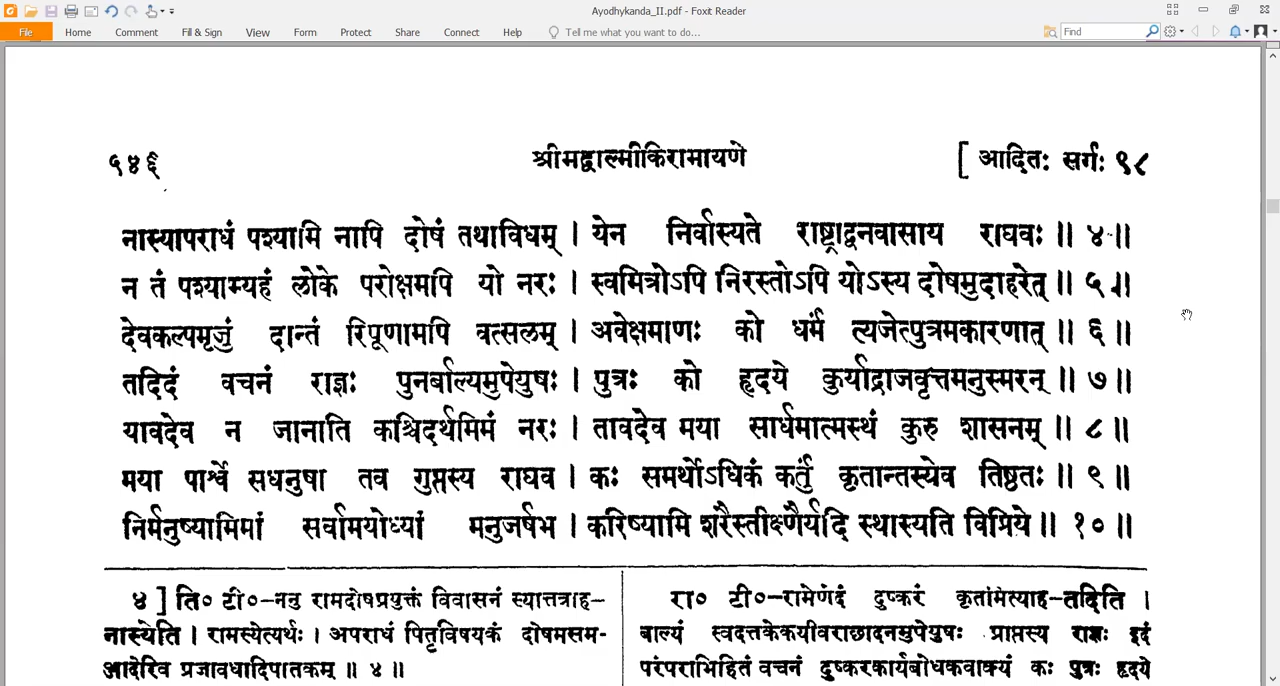 Ayodhykanda_II.pdf - Foxit Reader
File Home Comment Fill & Sign View Form Protect Share Connect Help Tell me what you want to do... Find
५४६ श्रीमद्वाल्मीकिरामायणे [ आदितः सर्गः ९८
नास्यापराधं पश्यामि नापि दोषं तथाविधम् । येन निर्वास्यते राष्ट्राद्वनवासाय राघवः ॥ ४ ॥
न तं पश्याम्यहं लोके परोक्षमपि यो नरः । स्वमित्रोऽपि निरस्तोऽपि योऽस्य दोषमुदाहरेत् ॥ ५ ॥
देवकल्पमृजुं दान्तं रिपूणामपि वत्सलम् । अवेक्षमाणः को धर्मं त्यजेत्पुत्रमकारणात् ॥ ६ ॥
तदिदं वचनं राज्ञः पुनर्बाल्यमुपेयुषः । पुत्रः को हृदये कुर्याद्राजवृत्तमनुस्मरन् ॥ ७ ॥
यावदेव न जानाति कश्चिदर्थमिमं नरः । तावदेव मया सार्धमात्मस्थं कुरु शासनम् ॥ ८ ॥
मया पार्श्वे सधनुषा तव गुप्तस्य राघव । कः समर्थोऽधिकं कर्तुं कृतान्तस्येव तिष्ठतः ॥ ९ ॥
निर्मनुष्यामिमां सर्वामयोध्यां मनुजर्षभ । करिष्यामि शरैस्तीक्ष्णैर्यदि स्थास्यति विप्रिये ॥ १० ॥
४ ] ति० टी०-ननु रामदोषप्रयुक्तं विवासनं स्यात्तत्राह-
नास्येति । रामस्येत्यर्थः । अपराधं पितृविषयकं दोषमसम-
आदेरिव प्रजावधादिपातकम् ॥ ४ ॥
रा० टी०-रामेणेदं दुष्करं कृतमित्याह-तदिति ।
बाल्यं स्वदत्तकेकयीवराछादनमुपेयुषः प्राप्तस्य राज्ञः इदं
परंपराभिहितं वचनं दुष्करकार्यबोधकवाक्यं कः पुत्रः हृदये